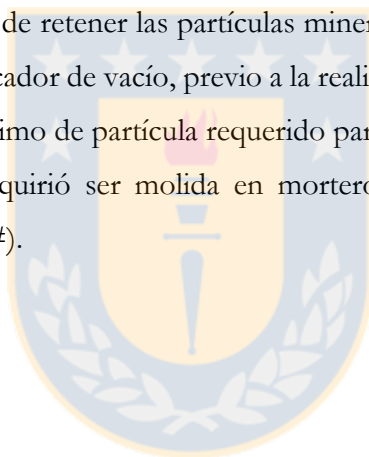 de retener las partículas miner
cador de vacío, previo a la reali
imo de partícula requerido par
quirió ser molida en mortero
#).